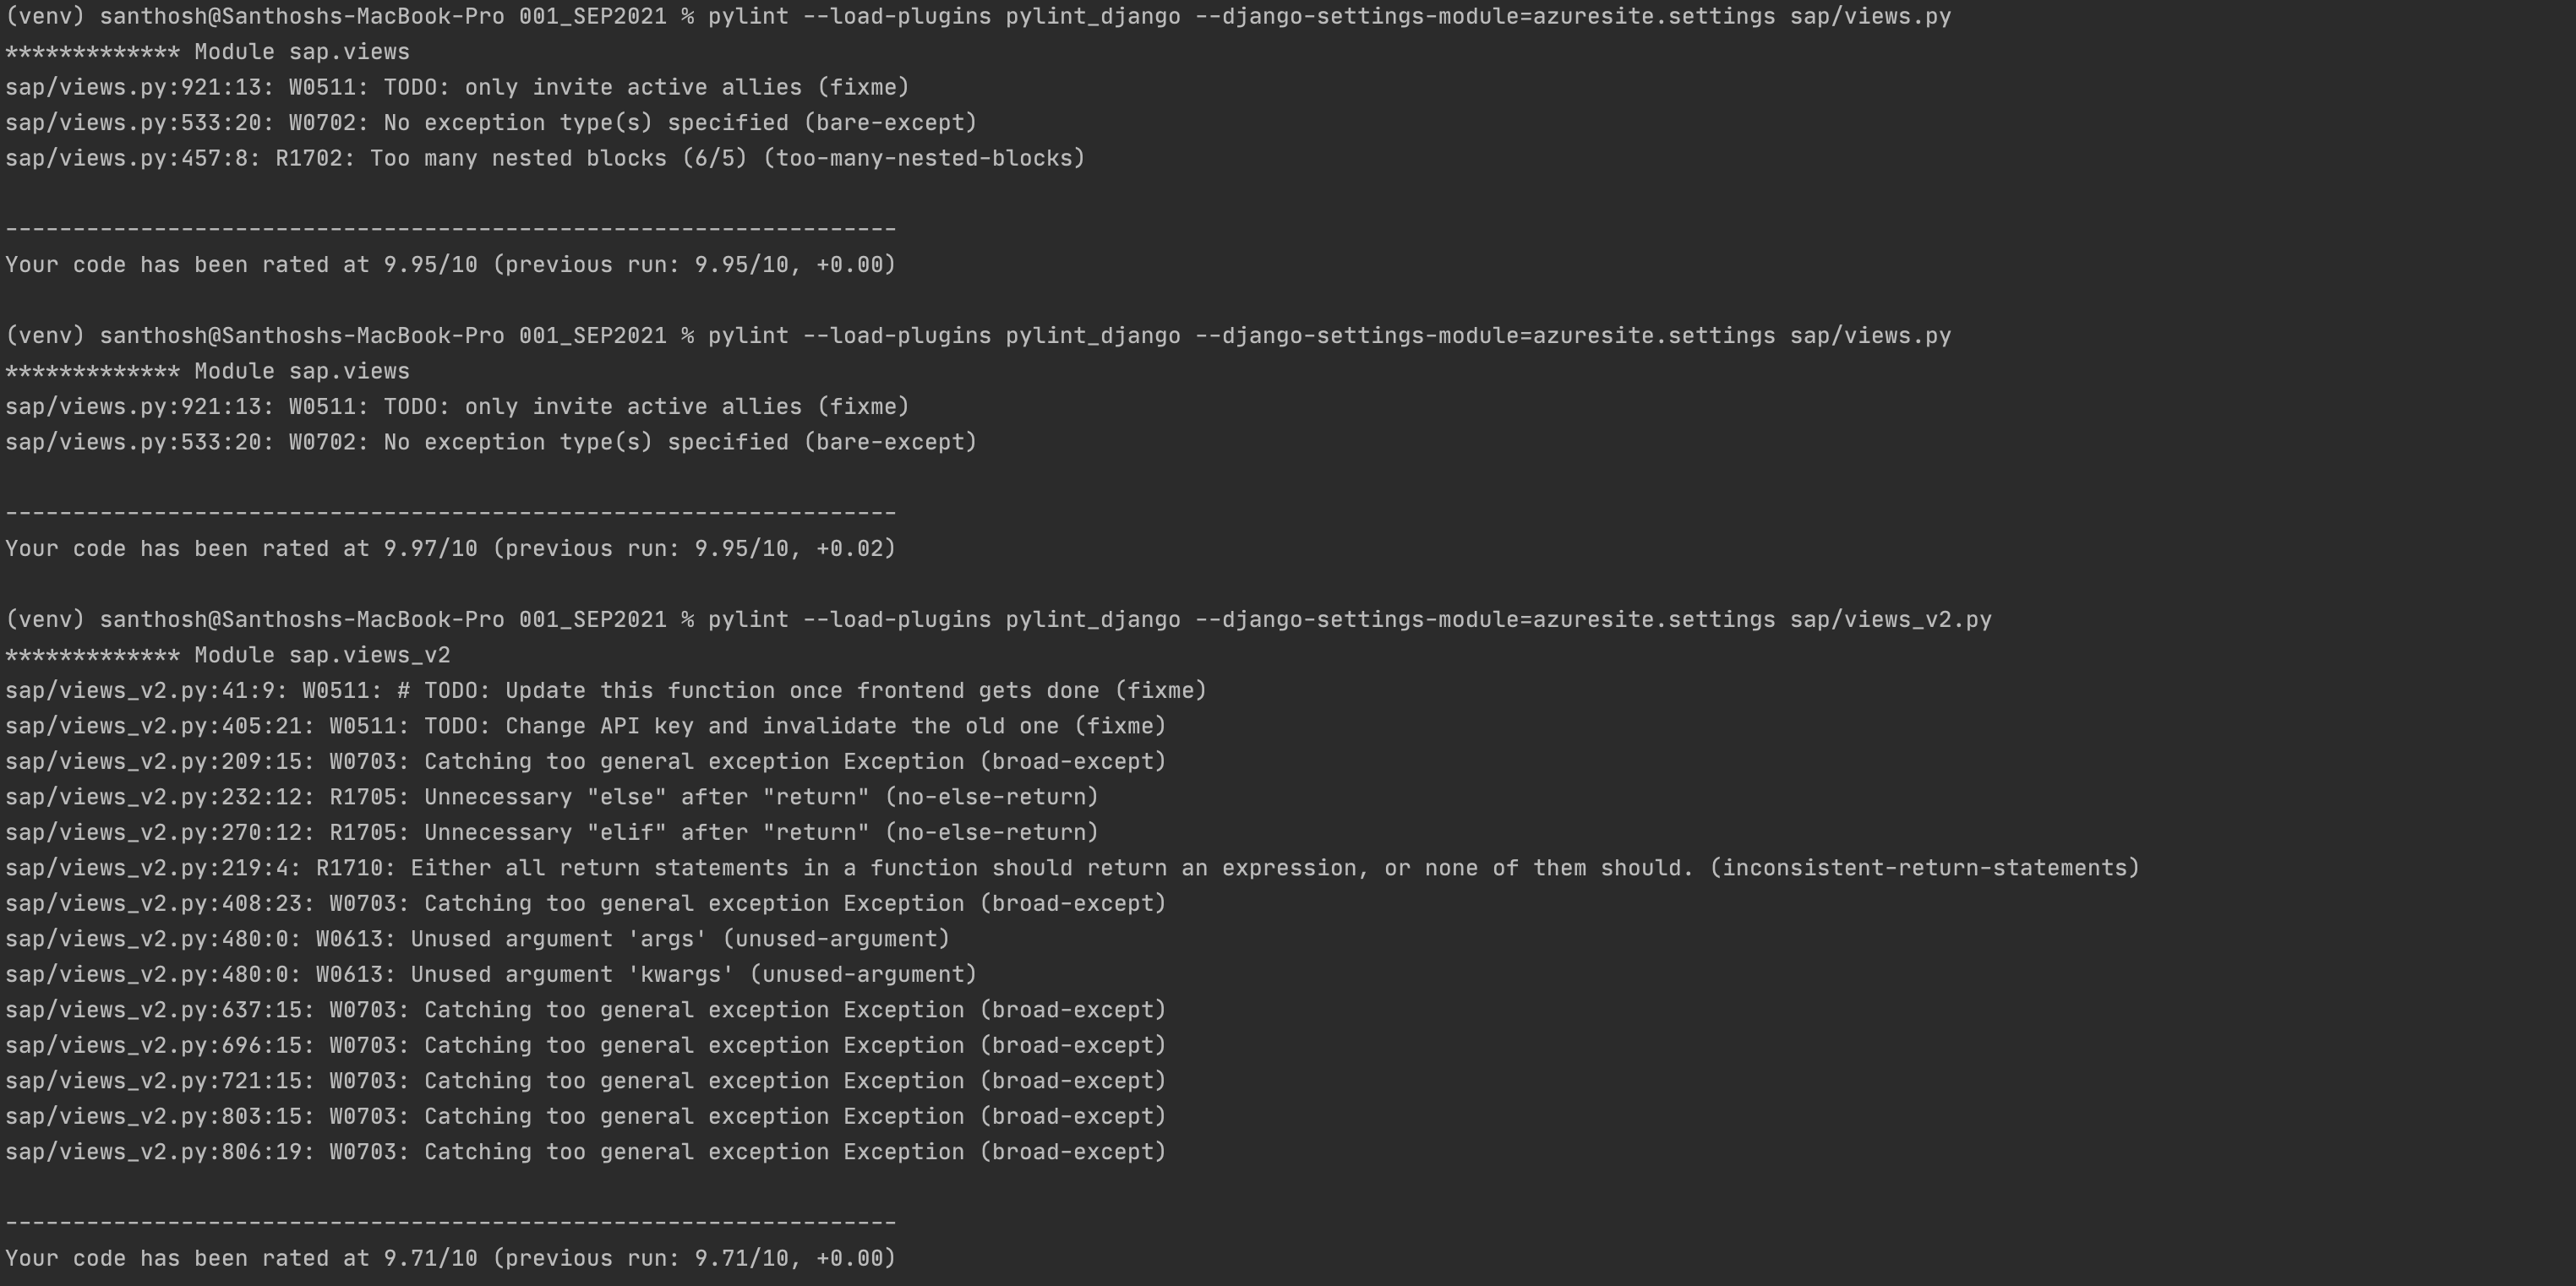 (venv) santhosh@Santhoshs-MacBook-Pro 001_SEP2021 % pylint --load-plugins pylint_django --django-settings-module=azuresite.settings sap/views.py
************* Module sap.views
sap/views.py:921:13: W0511: TODO: only invite active allies (fixme)
sap/views.py:533:20: W0702: No exception type(s) specified (bare-except)
sap/views.py:457:8: R1702: Too many nested blocks (6/5) (too-many-nested-blocks)
------------------------------------------------------------------
Your code has been rated at 9.95/10 (previous run: 9.95/10, +0.00)
(venv) santhosh@Santhoshs-MacBook-Pro 001_SEP2021 % pylint --load-plugins pylint_django --django-settings-module=azuresite.settings sap/views.py
************* Module sap.views
sap/views.py:921:13: W0511: TODO: only invite active allies (fixme)
sap/views.py:533:20: W0702: No exception type(s) specified (bare-except)
------------------------------------------------------------------
Your code has been rated at 9.97/10 (previous run: 9.95/10, +0.02)
(venv) santhosh@Santhoshs-MacBook-Pro 001_SEP2021 % pylint --load-plugins pylint_django --django-settings-module=azuresite.settings sap/views_v2.py
************* Module sap.views_v2
sap/views_v2.py:41:9: W0511: # TODO: Update this function once frontend gets done (fixme)
sap/views_v2.py:405:21: W0511: TODO: Change API key and invalidate the old one (fixme)
sap/views_v2.py:209:15: W0703: Catching too general exception Exception (broad-except)
sap/views_v2.py:232:12: R1705: Unnecessary "else" after "return" (no-else-return)
sap/views_v2.py:270:12: R1705: Unnecessary "elif" after "return" (no-else-return)
sap/views_v2.py:219:4: R1710: Either all return statements in a function should return an expression, or none of them should. (inconsistent-return-statements)
sap/views_v2.py:408:23: W0703: Catching too general exception Exception (broad-except)
sap/views_v2.py:480:0: W0613: Unused argument 'args' (unused-argument)
sap/views_v2.py:480:0: W0613: Unused argument 'kwargs' (unused-argument)
sap/views_v2.py:637:15: W0703: Catching too general exception Exception (broad-except)
sap/views_v2.py:696:15: W0703: Catching too general exception Exception (broad-except)
sap/views_v2.py:721:15: W0703: Catching too general exception Exception (broad-except)
sap/views_v2.py:803:15: W0703: Catching too general exception Exception (broad-except)
sap/views_v2.py:806:19: W0703: Catching too general exception Exception (broad-except)
------------------------------------------------------------------
Your code has been rated at 9.71/10 (previous run: 9.71/10, +0.00)